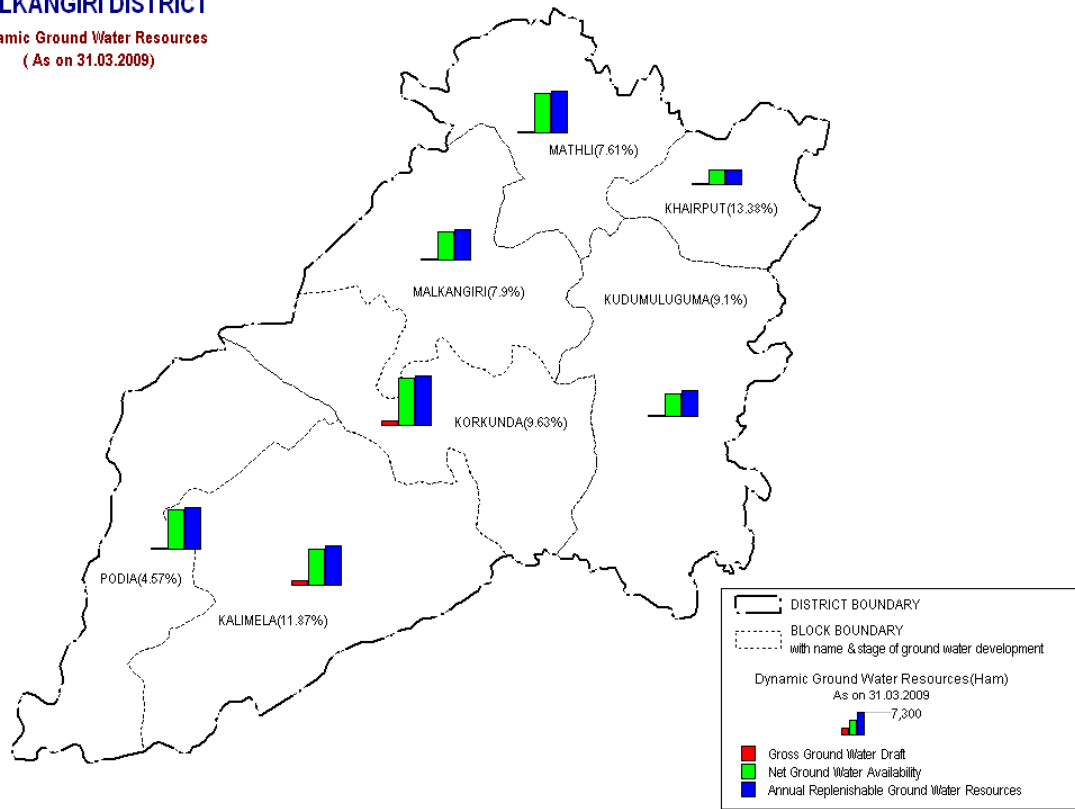 LKANGIRI DISTRICT
amic Ground Water Resources
( As on 31.03.2009)
MATHLI(7.61%)
KHAIRPUT(13.38%)
MALKANGIRI(7.9%)
KUDUMULUGUMA(9.1%)
KORKUNDA(9.63%)
PODIA(4.57%)
KALIMELA(11.87%)
DISTRICT BOUNDARY
BLOCK BOUNDARY
with name & stage of ground water development
Dynamic Ground Water Resources(Ham)
As on 31.03.2009
7,300
Gross Ground Water Draft
Net Ground Water Availability
Annual Replenishable Ground Water Resources